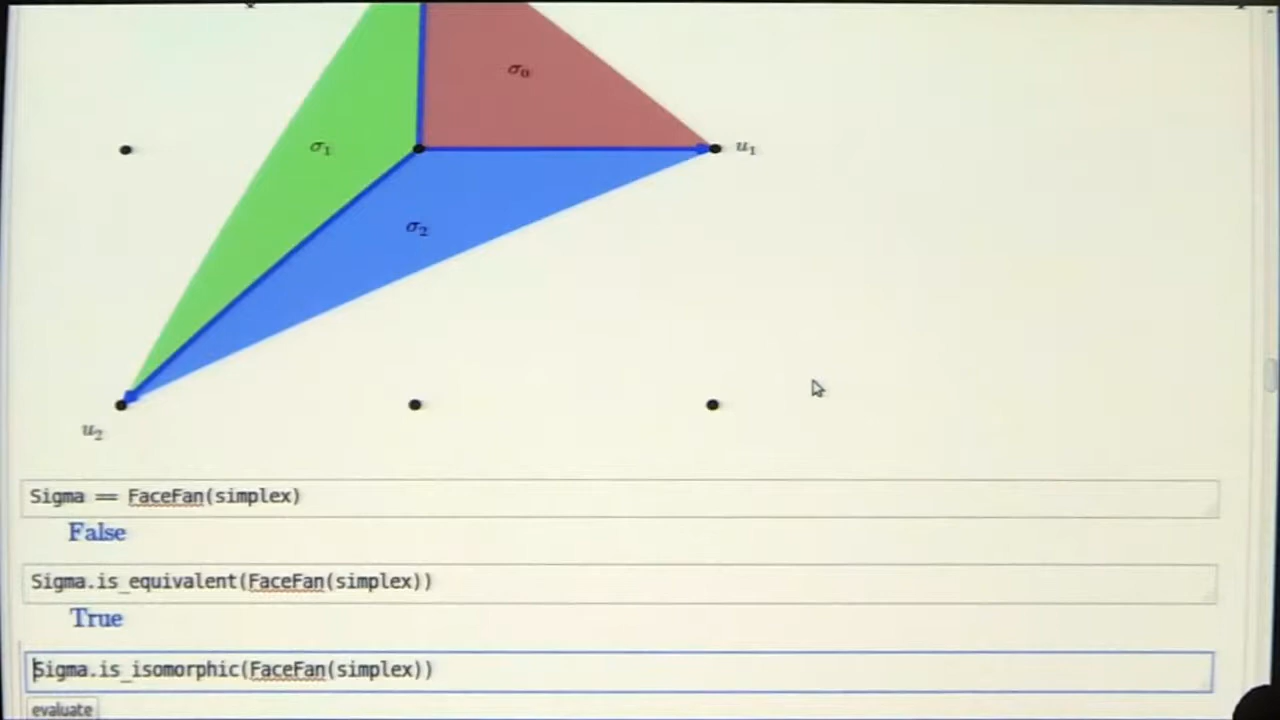 σ0
σ1
u1
σ2
u2
Sigma == FaceFan(simplex)
False
Sigma.is_equivalent(FaceFan(simplex))
True
Sigma.is_isomorphic(FaceFan(simplex))
evaluate